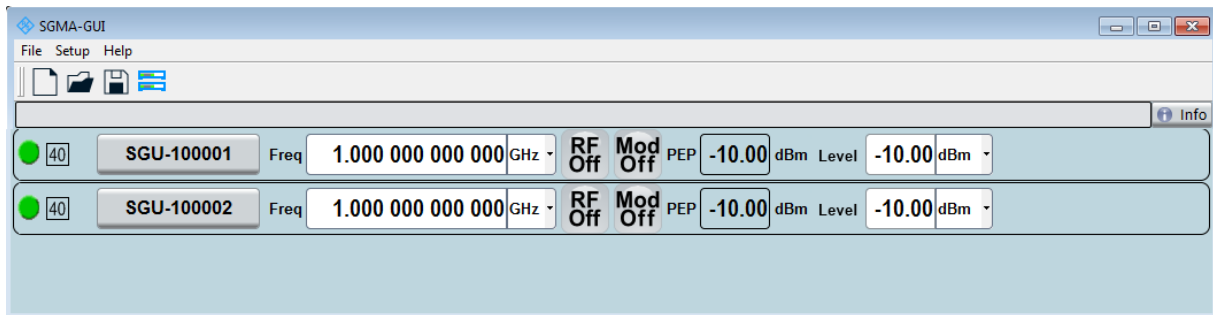 SGMA-GUI
File Setup Help
Info
40 SGU-100001 Freq 1.000 000 000 000 GHz RF Off Mod Off PEP -10.00 dBm Level -10.00 dBm
40 SGU-100002 Freq 1.000 000 000 000 GHz RF Off Mod Off PEP -10.00 dBm Level -10.00 dBm